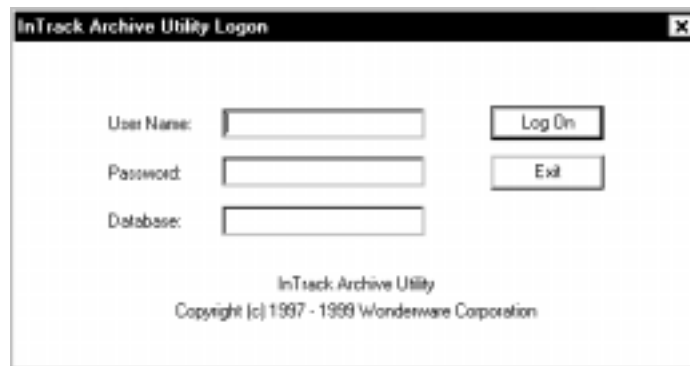 InTrack Archive Utility Logon
User Name:
Log On
Password:
Exit
Database:
InTrack Archive Utility
Copyright (c) 1997 - 1999 Wonderware Corporation